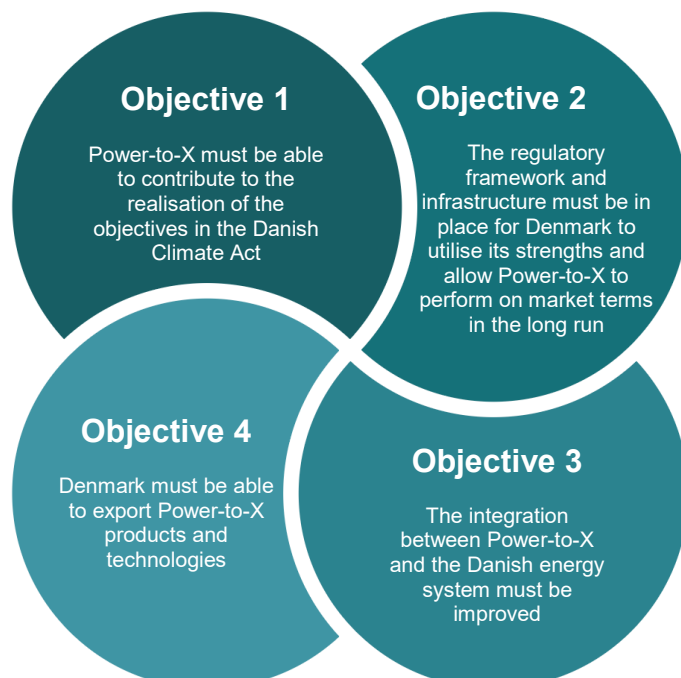 Objective 1
Power-to-X must be able
to contribute to the
realisation of the
objectives in the Danish
Climate Act
Objective 2
The regulatory
framework and
infrastructure must be in
place for Denmark to
utilise its strengths and
allow Power-to-X to
perform on market terms
in the long run
Objective 3
The integration
between Power-to-X
and the Danish energy
system must be
improved
Objective 4
Denmark must be able
to export Power-to-X
products and
technologies